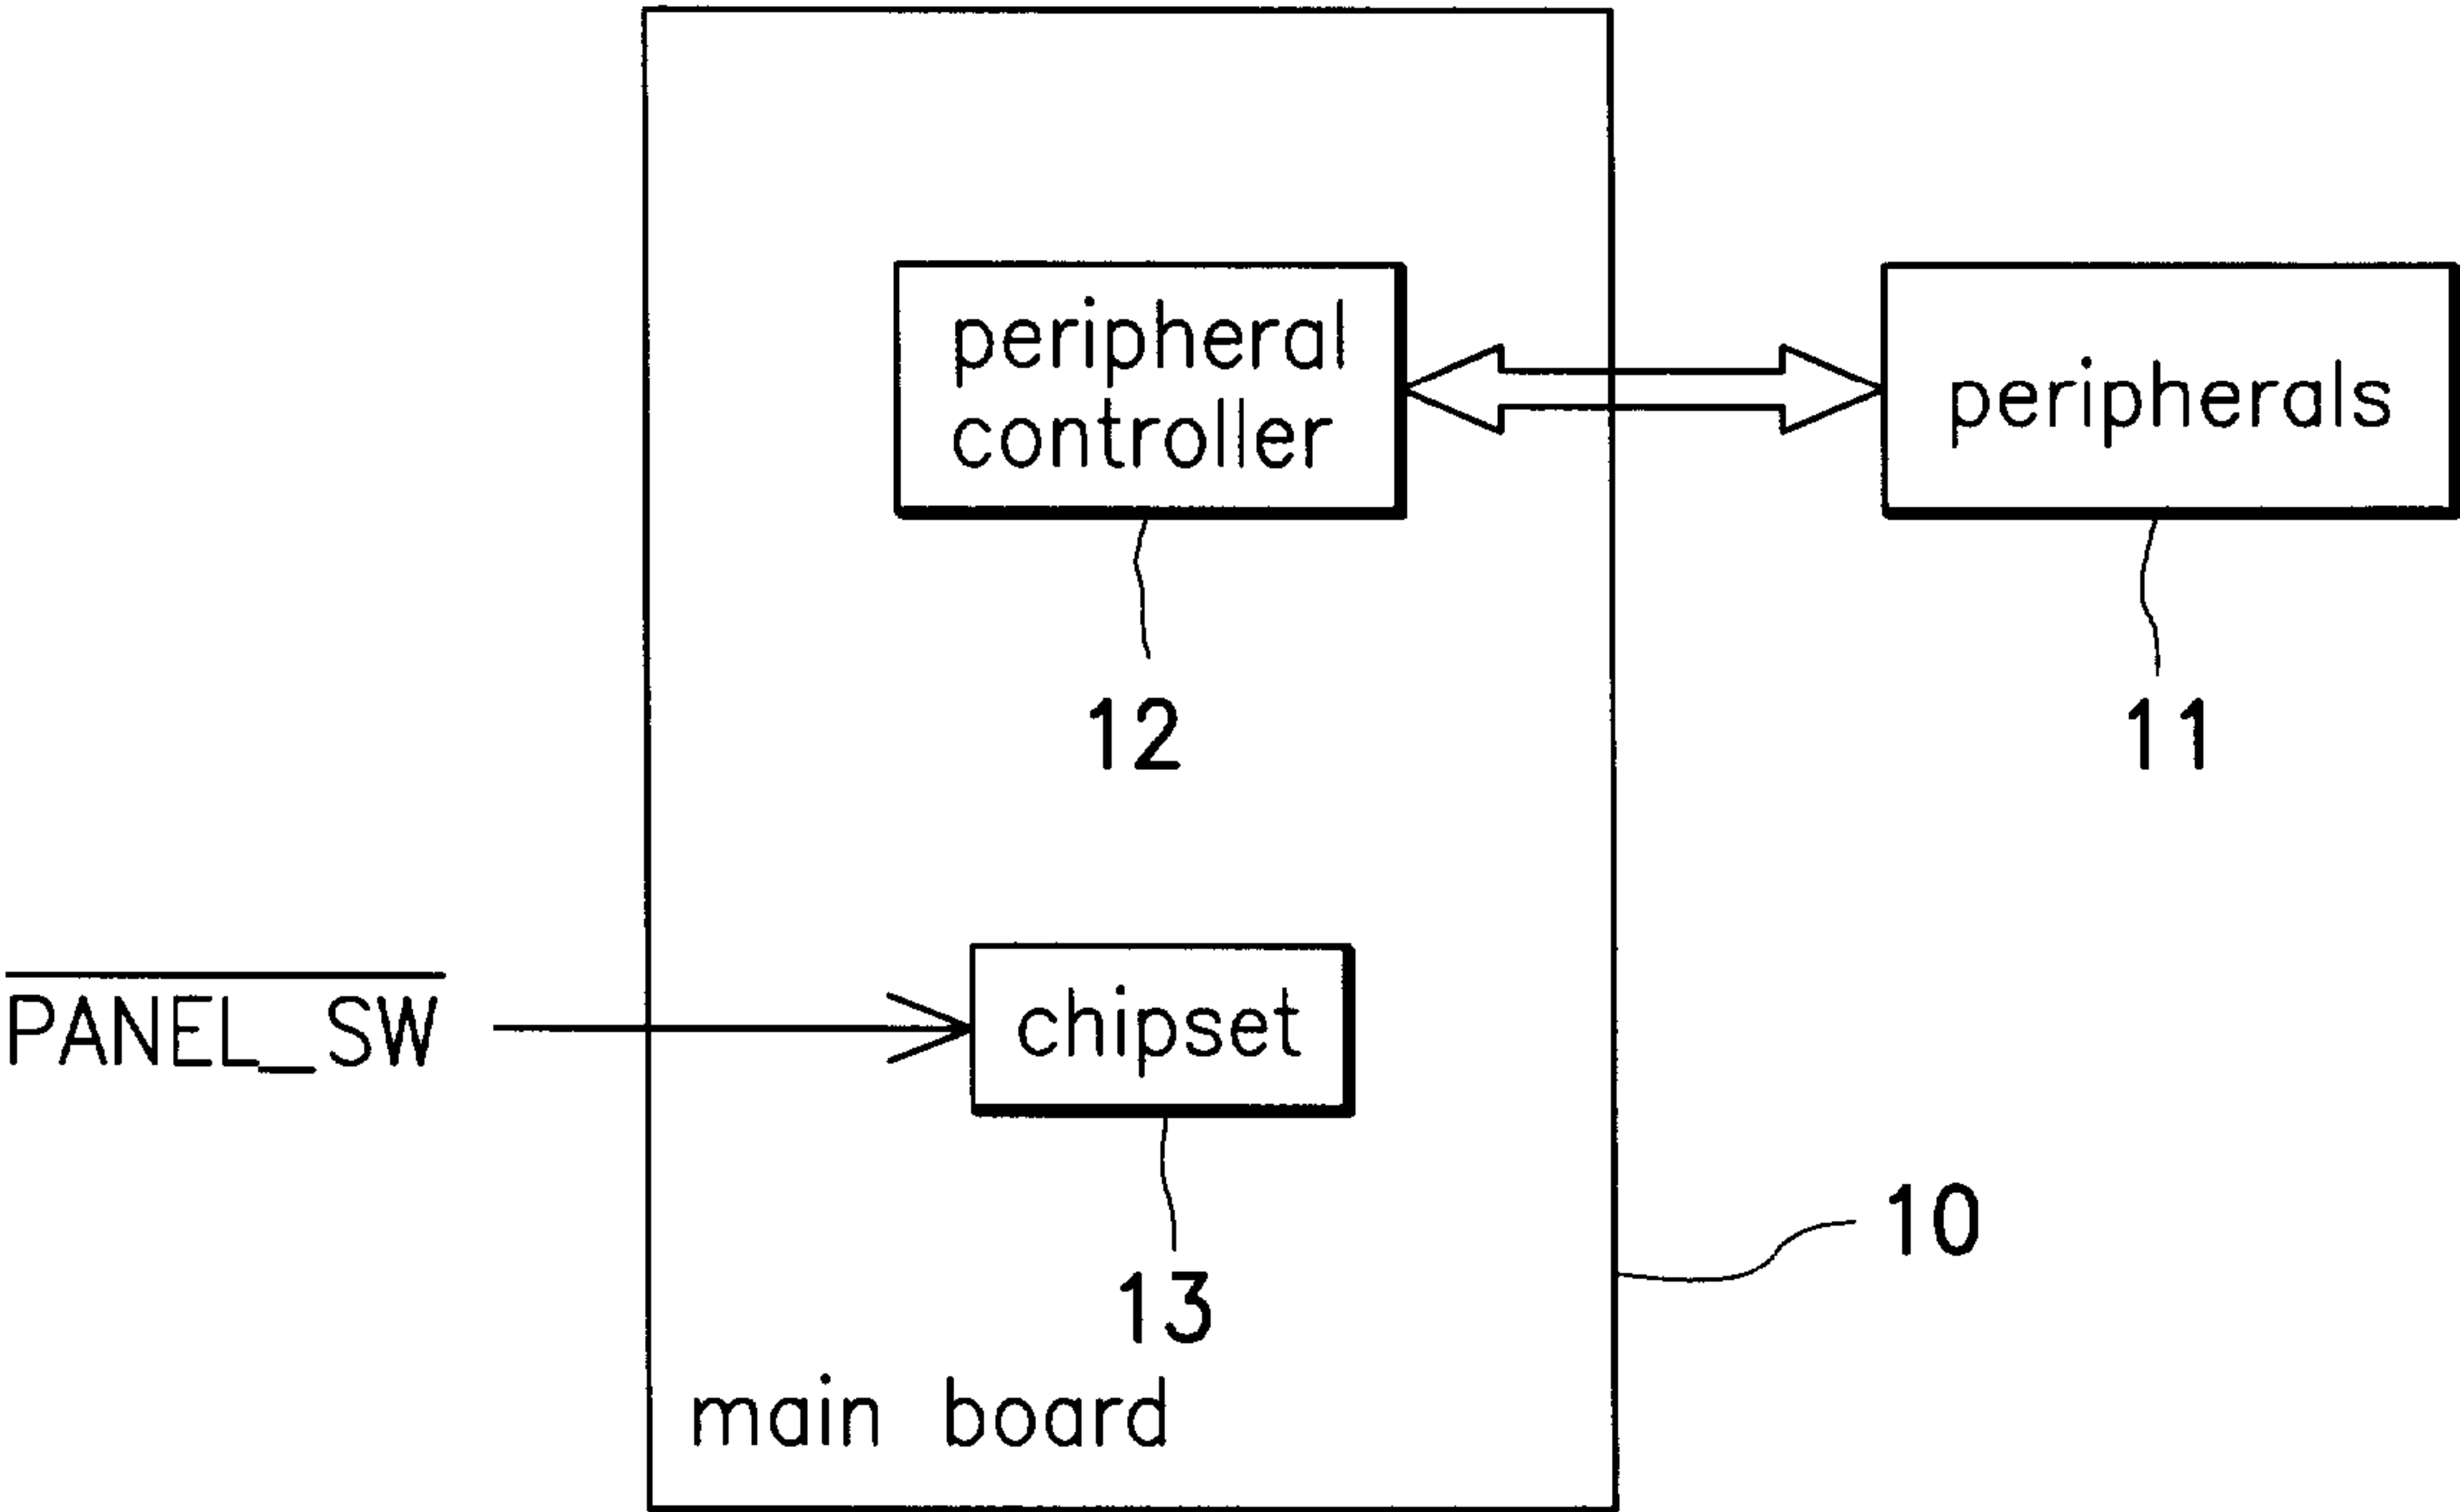 peripheral
controller
peripherals
12
11
PANEL_SW
chipset
10
13
main board